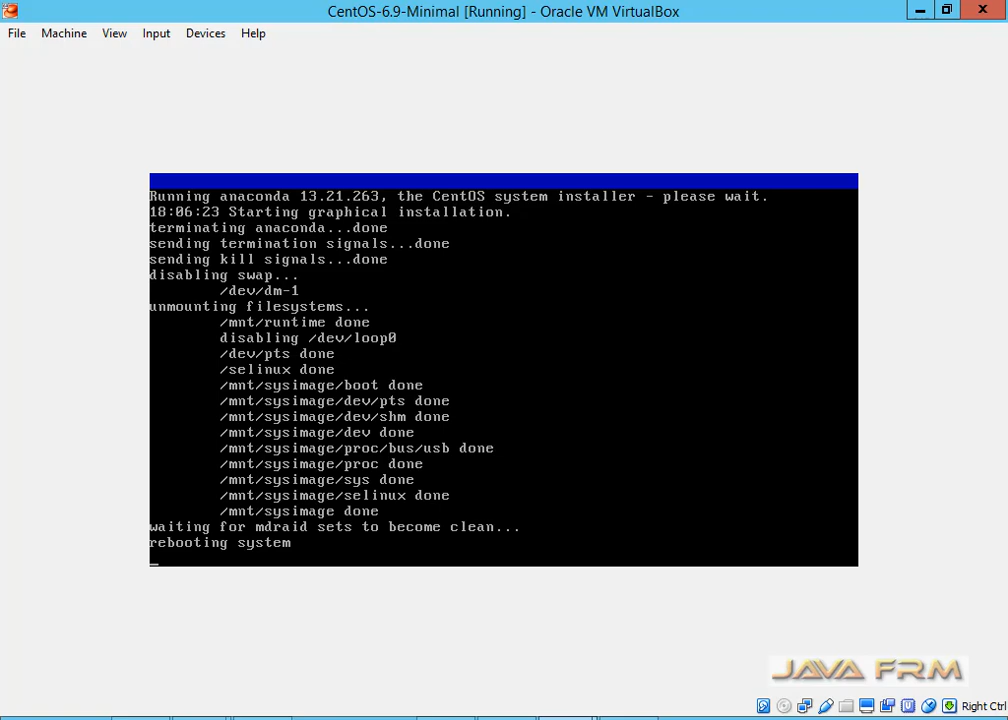 CentOS-6.9-Minimal [Running] - Oracle VM VirtualBox
File Machine View Input Devices Help
Running anaconda 13.21.263, the CentOS system installer - please wait.
18:06:23 Starting graphical installation.
terminating anaconda...done
sending termination signals...done
sending kill signals...done
disabling swap...
/dev/dm-1
unmounting filesystems...
/mnt/runtime done
disabling /dev/loop0
/dev/pts done
/selinux done
/mnt/sysimage/boot done
/mnt/sysimage/dev/pts done
/mnt/sysimage/dev/shm done
/mnt/sysimage/dev done
/mnt/sysimage/proc/bus/usb done
/mnt/sysimage/proc done
/mnt/sysimage/sys done
/mnt/sysimage/selinux done
/mnt/sysimage done
waiting for mdraid sets to become clean...
rebooting system
JAVA FRM
Right Ctrl